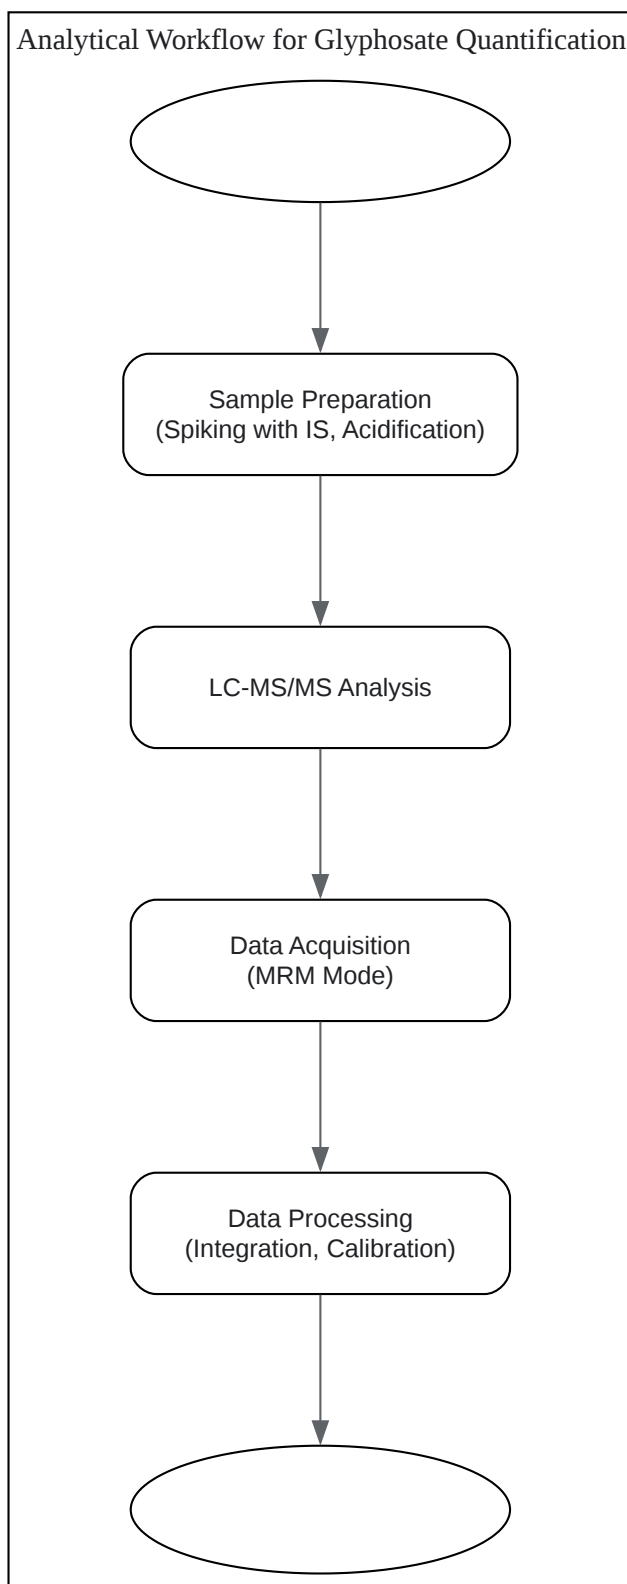 Analytical Workflow for Glyphosate Quantification
Sample Preparation
(Spiking with IS, Acidification)
LC-MS/MS Analysis
Data Acquisition
(MRM Mode)
Data Processing
(Integration, Calibration)